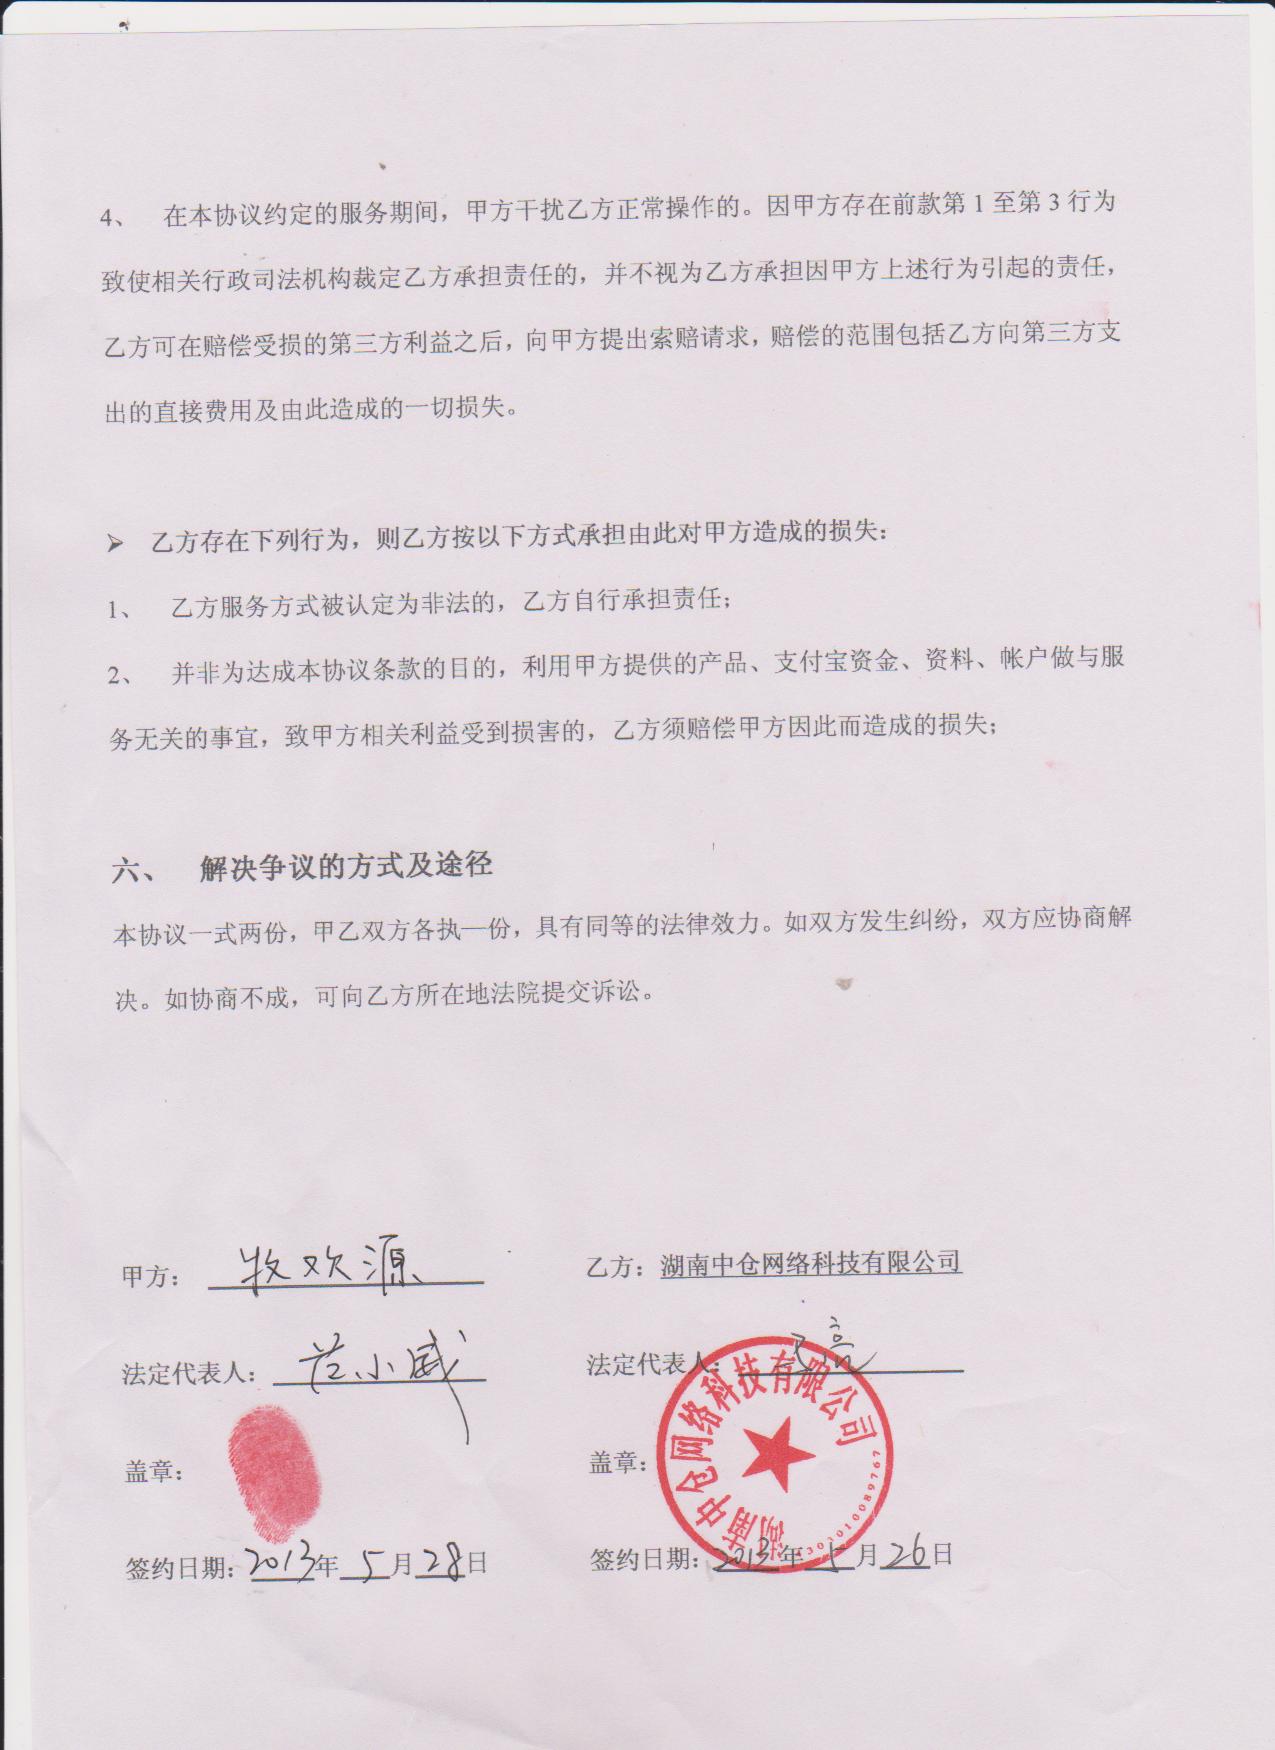 4、 在本协议约定的服务期间，甲方干扰乙方正常操作的。因甲方存在前款第 1 至第 3 行为
致使相关行政司法机构裁定乙方承担责任的，并不视为乙方承担因甲方上述行为引起的责任，
乙方可在赔偿受损的第三方利益之后，向甲方提出索赔请求，赔偿的范围包括乙方向第三方支
出的直接费用及由此造成的一切损失。
➢ 乙方存在下列行为，则乙方按以下方式承担由此对甲方造成的损失：
1、 乙方服务方式被认定为非法的，乙方自行承担责任；
2、 并非为达成本协议条款的目的，利用甲方提供的产品、支付宝资金、资料、帐户做与服
务无关的事宜，致甲方相关利益受到损害的，乙方须赔偿甲方因此而造成的损失；
六、 解决争议的方式及途径
本协议一式两份，甲乙双方各执一份，具有同等的法律效力。如双方发生纠纷，双方应协商解
决。如协商不成，可向乙方所在地法院提交诉讼。
甲方： 牧欢源
法定代表人： 范小威
盖章：
签约日期：2013年5月28日
乙方：湖南中仓网络科技有限公司
法定代表人：
盖章：
湖南中仓网络科技有限公司
4303010089767
签约日期：2013年5月26日